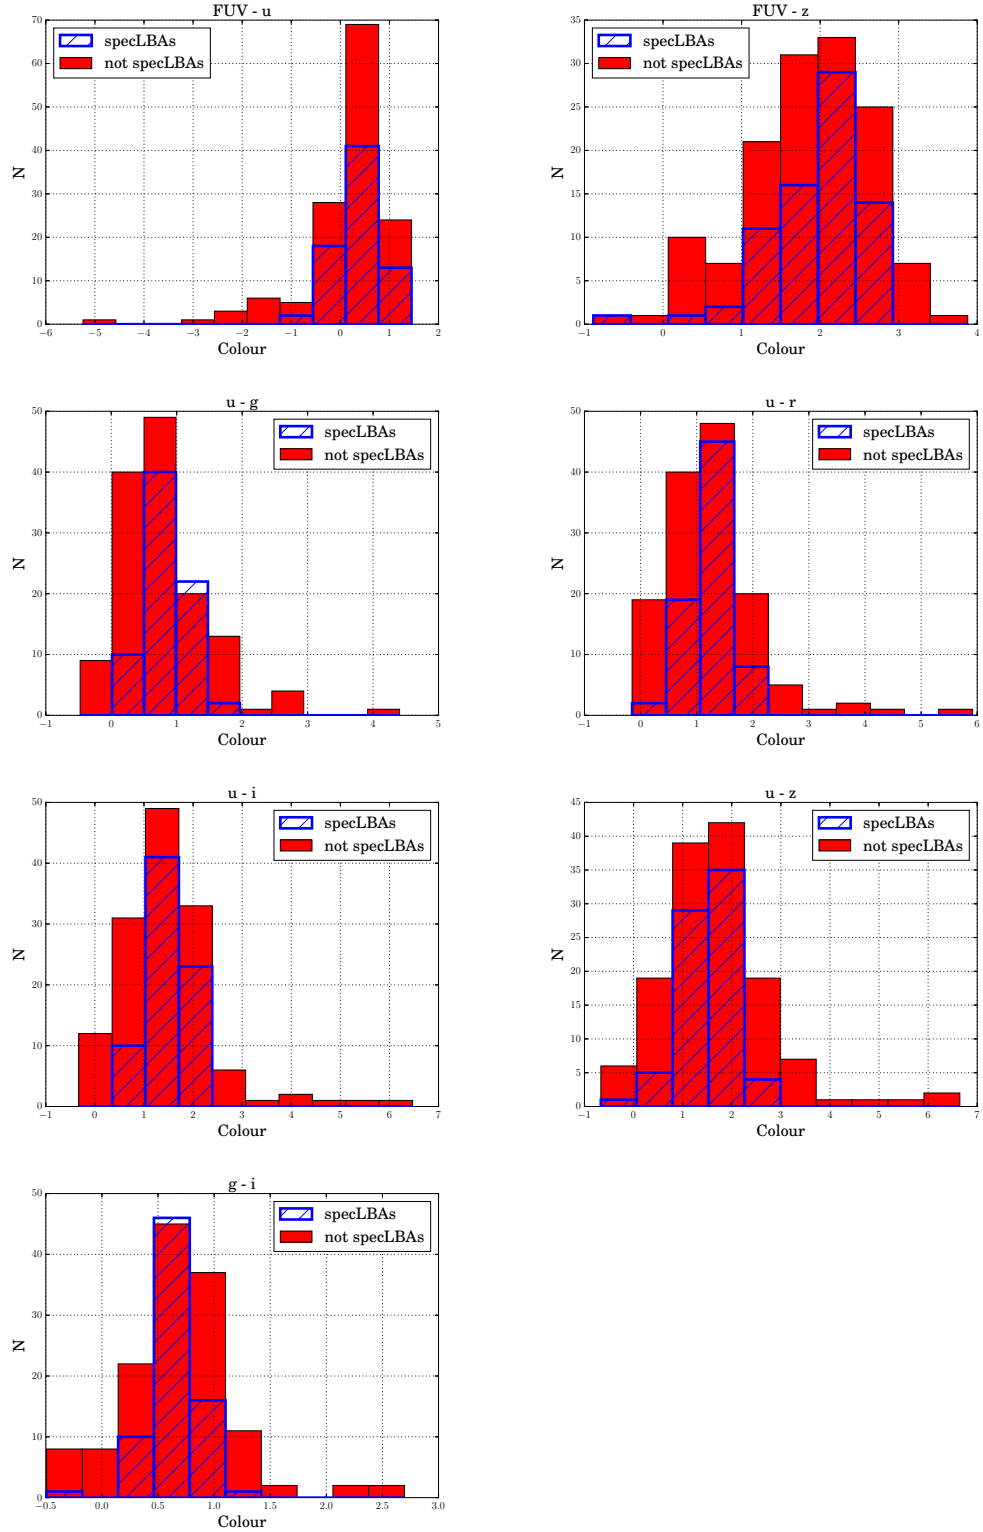 FUV - u
70
60
50
40
30
20
10
0
N
specLBAs
not specLBAs
−6 −5 −4 −3 −2 −1 0 1 2
Colour
FUV - z
35
30
25
20
15
10
5
0
N
specLBAs
not specLBAs
−1 0 1 2 3 4
Colour
u - g
50
40
30
20
10
0
N
specLBAs
not specLBAs
−1 0 1 2 3 4 5
Colour
u - r
50
40
30
20
10
0
N
specLBAs
not specLBAs
−1 0 1 2 3 4 5 6
Colour
u - i
50
40
30
20
10
0
N
specLBAs
not specLBAs
−1 0 1 2 3 4 5 6 7
Colour
u - z
45
40
35
30
25
20
15
10
5
0
N
specLBAs
not specLBAs
−1 0 1 2 3 4 5 6 7
Colour
g - i
50
40
30
20
10
0
N
specLBAs
not specLBAs
−0.5 0.0 0.5 1.0 1.5 2.0 2.5 3.0
Colour